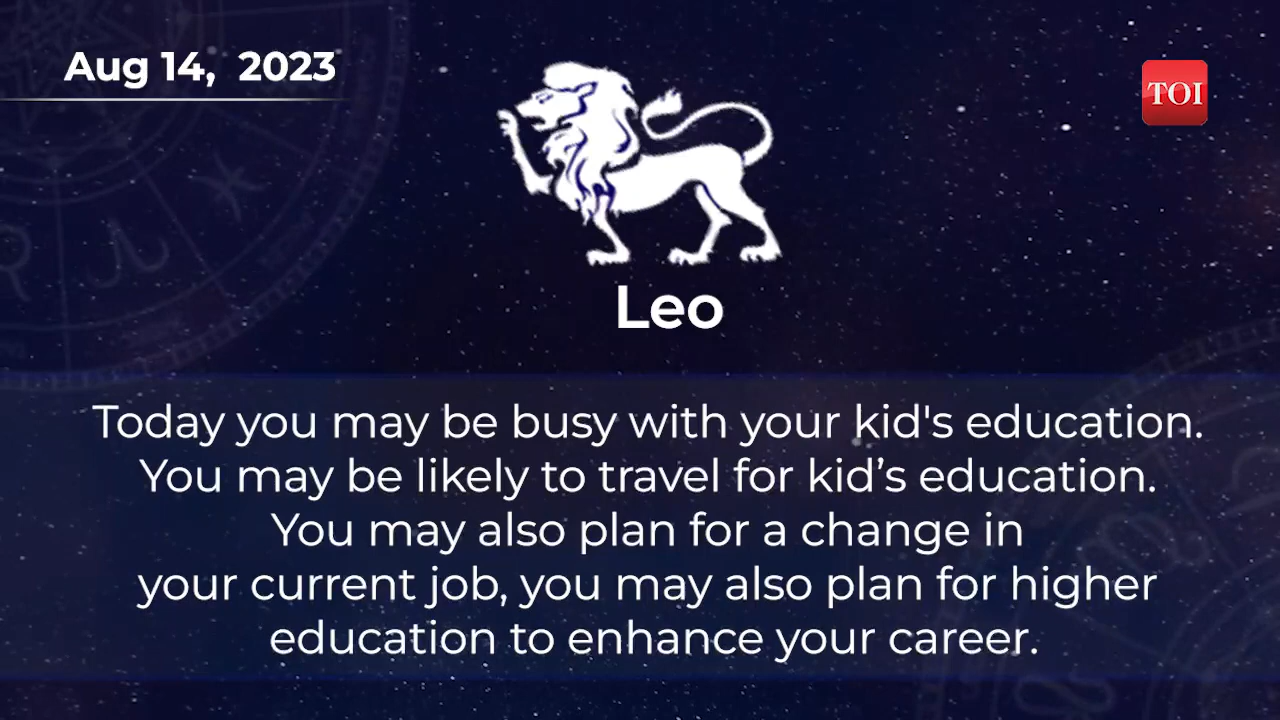 Aug 14, 2023
TOI
Leo
Today you may be busy with your kid's education.
You may be likely to travel for kid’s education.
You may also plan for a change in
your current job, you may also plan for higher
education to enhance your career.